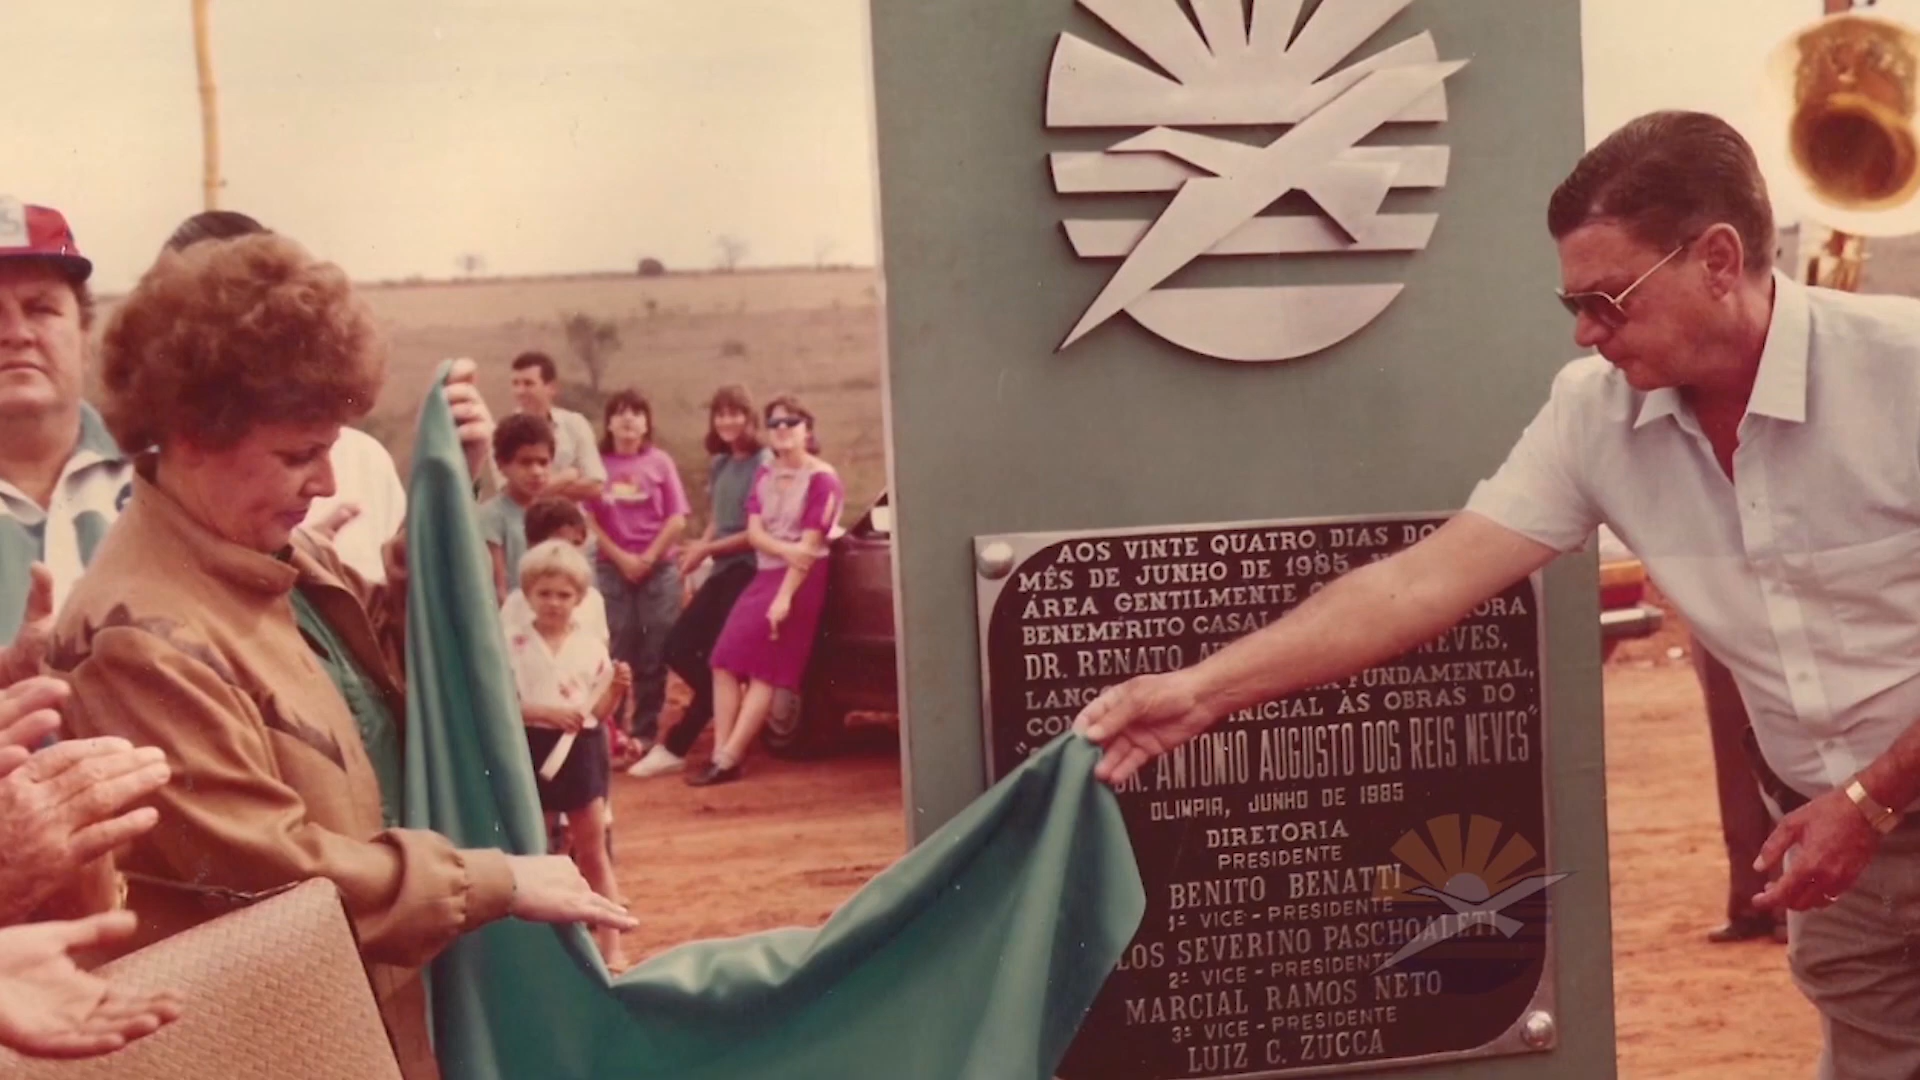 AOS VINTE QUATRO DIAS DO
MÊS DE JUNHO DE 1985
ÁREA GENTILMENTE
BENEMÉRITO CASAL
DR. RENATO NEVES,
FUNDAMENTAL,
INICIAL ÀS OBRAS DO
DR. ANTONIO AUGUSTO DOS REIS NEVES"
OLIMPIA, JUNHO DE 1985
DIRETORIA
PRESIDENTE
BENITO BENATTI
1º VICE-PRESIDENTE
SEVERINO PASCHOALETI
2º VICE-PRESIDENTE
MARCIAL RAMOS NETO
3º VICE-PRESIDENTE
LUIZ C. ZUCCA